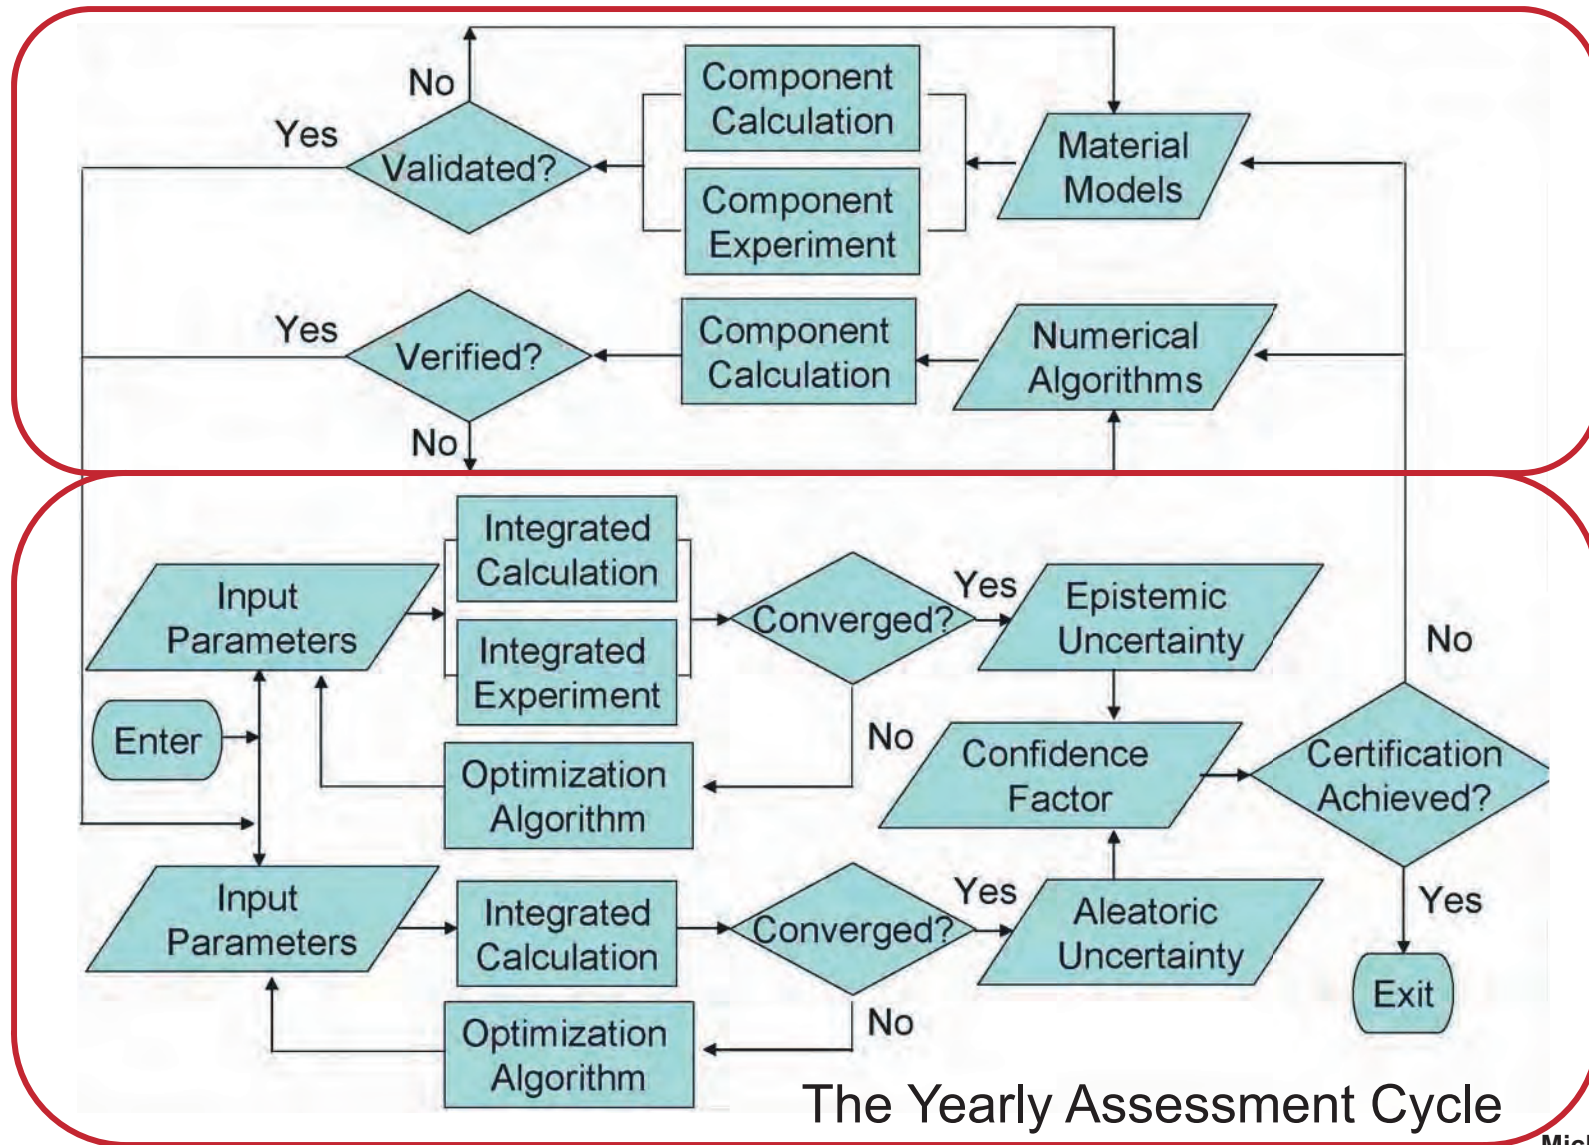 No
Component
Calculation
Yes
Validated?
Material
Models
Component
Experiment
Yes
Verified?
Component
Calculation
Numerical
Algorithms
No
Integrated
Calculation
Input
Parameters
Converged?
Yes
Epistemic
Uncertainty
No
Integrated
Experiment
Enter
No
Confidence
Factor
Certification
Achieved?
Optimization
Algorithm
Input
Parameters
Integrated
Calculation
Converged?
Yes
Aleatoric
Uncertainty
Yes
Exit
No
Optimization
Algorithm
The Yearly Assessment Cycle